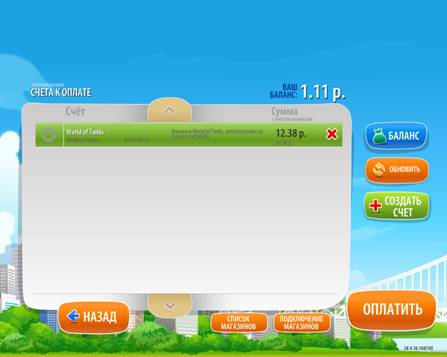 СЧЕТА К ОПЛАТЕ
ВАШ
БАЛАНС: 1.11 р.
Счёт Сумма
World of Tanks 12.38 р.
БАЛАНС
ОБНОВИТЬ
СОЗДАТЬ
СЧЕТ
НАЗАД
СПИСОК
МАГАЗИНОВ
ПОДКЛЮЧЕНИЕ
МАГАЗИНОВ
ОПЛАТИТЬ